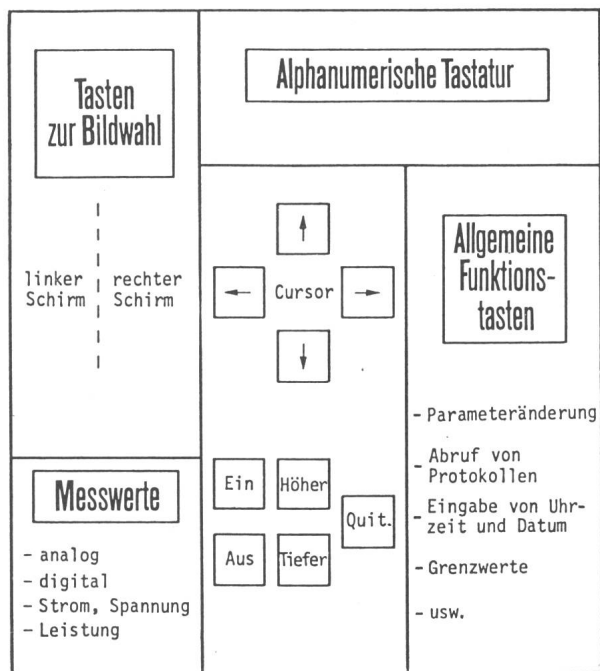 Tasten
zur Bildwahl
linker
Schirm
rechter
Schirm
Alphanumerische Tastatur
↑
← Cursor →
↓
Allgemeine
Funktions-
tasten
- Parameteränderung
- Abruf von
Protokollen
- Eingabe von Uhr-
zeit und Datum
- Grenzwerte
- usw.
Messwerte
- analog
- digital
- Strom, Spannung
- Leistung
Ein
Höher
Quit.
Aus
Tiefer